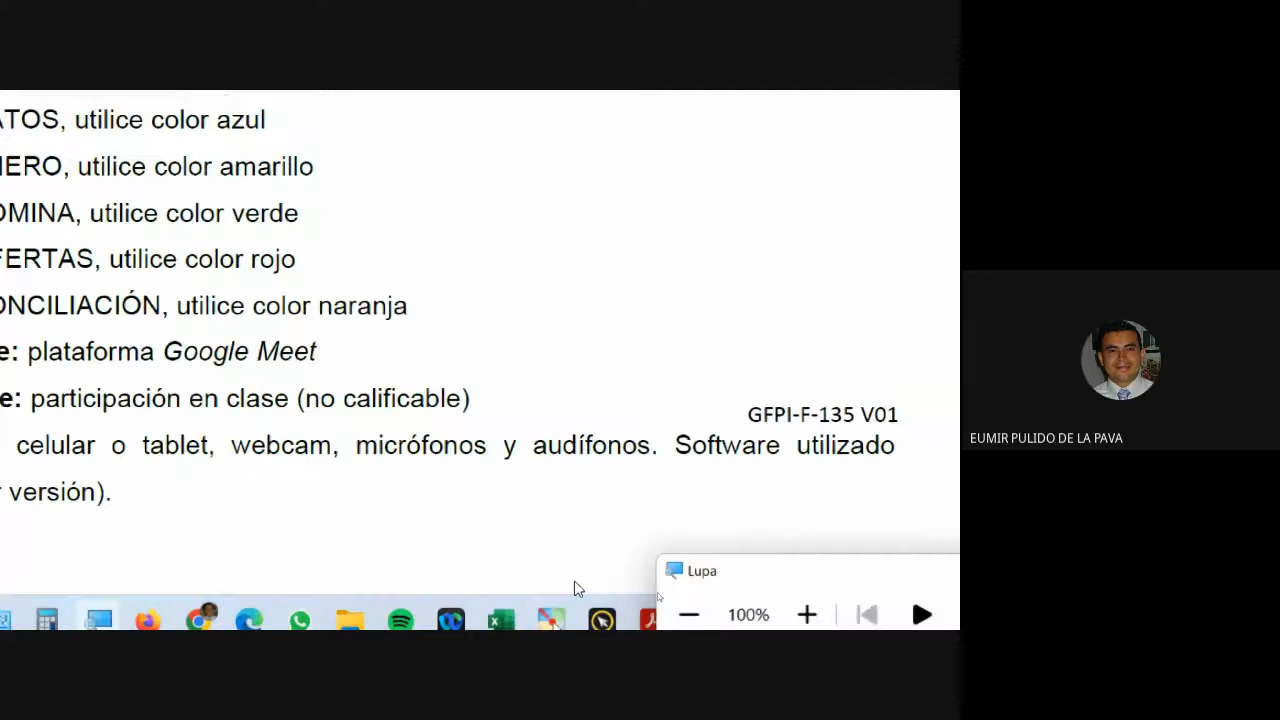 ATOS, utilice color azul
ERO, utilice color amarillo
OMINA, utilice color verde
FERTAS, utilice color rojo
ONCILIACIÓN, utilice color naranja
e: plataforma Google Meet
e: participación en clase (no calificable)
GFPI-F-135 V01
celular o tablet, webcam, micrófonos y audífonos. Software utilizado
r versión).
EUMIR PULIDO DE LA PAVA
Lupa
100%